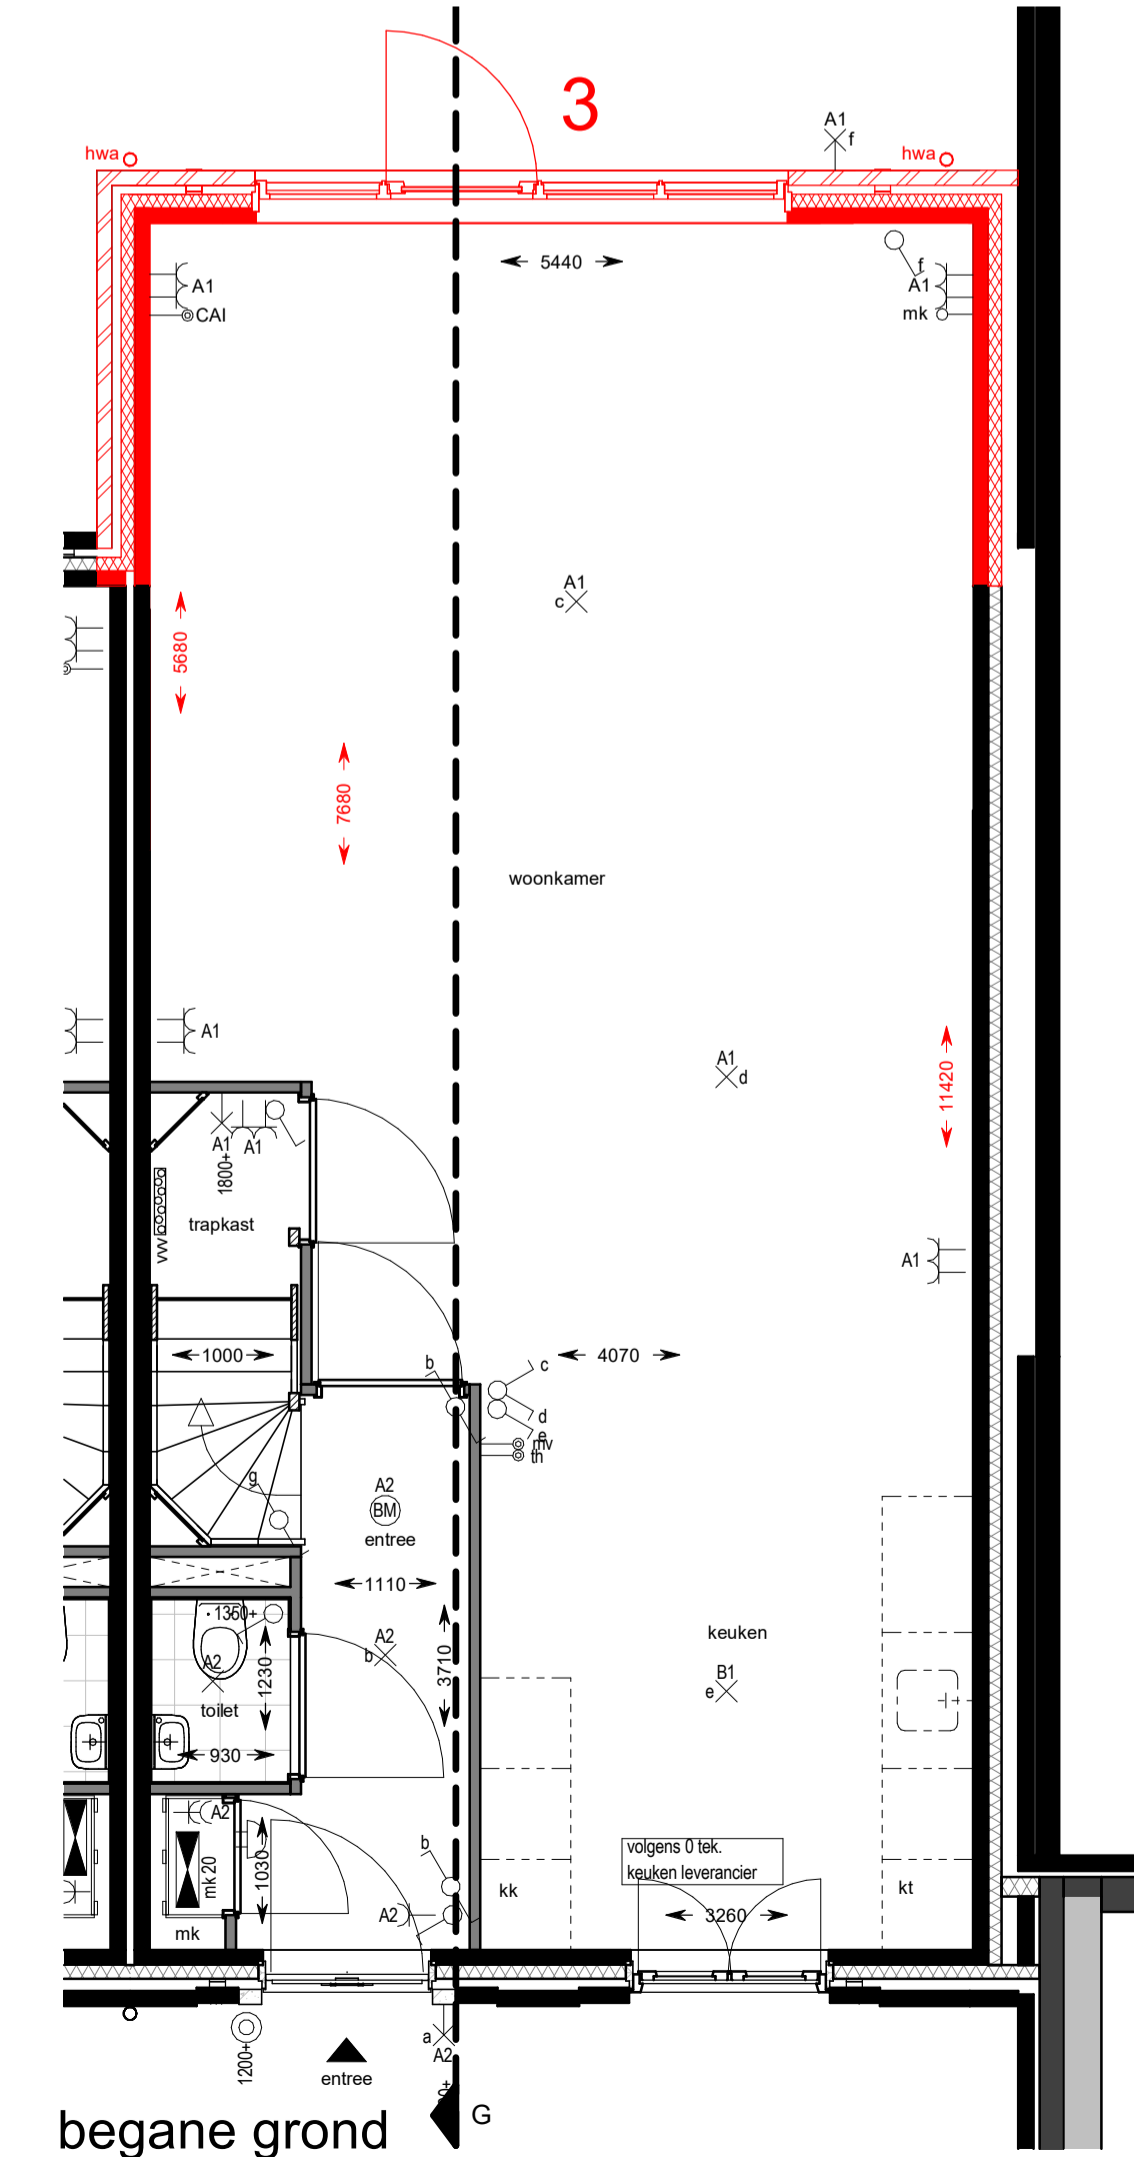 3
hwa
hwa
A1
f
5440
f
A1
CAI
A1
mk
A1
c
5680
7680
woonkamer
A1
A1
d
11420
A1
A1
1800+
trapkast
VVV
A1
1000
4070
b
c
d
e
mv
th
g
A2
BM
entree
1110
1350+
A2
b
3710
1230
A2
toilet
930
keuken
B1
e
A2
mk20
1030
b
volgens 0 tek.
keuken leverancier
kk
kt
A2
3260
mk
1200+
a
A2
entree
G
begane grond